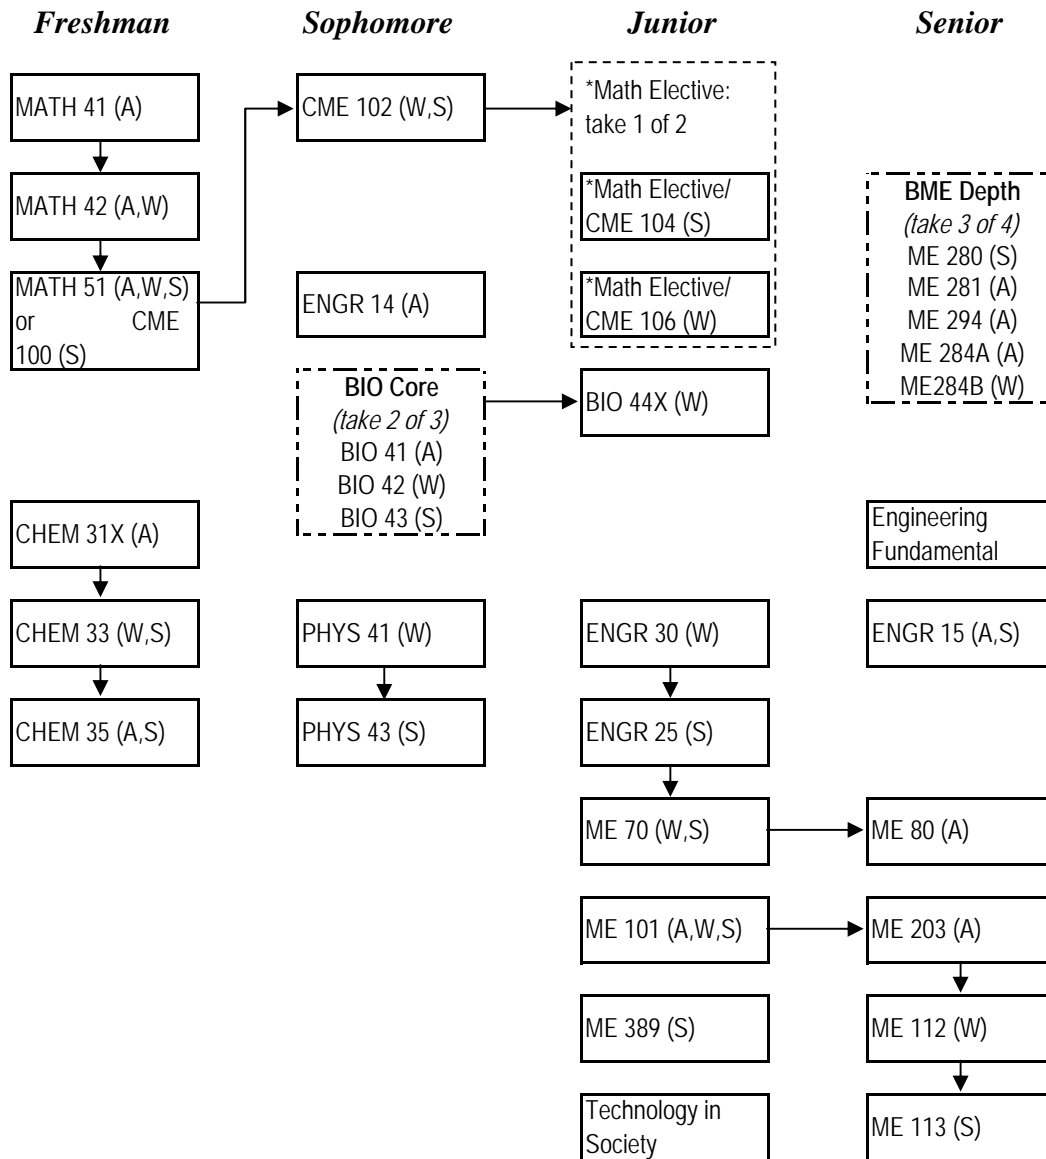 Freshman
Sophomore
Junior
Senior
MATH 41 (A)
MATH 42 (A,W)
MATH 51 (A,W,S)
or CME
100 (S)
CHEM 31X (A)
CHEM 33 (W,S)
CHEM 35 (A,S)
CME 102 (W,S)
ENGR 14 (A)
BIO Core
(take 2 of 3)
BIO 41 (A)
BIO 42 (W)
BIO 43 (S)
PHYS 41 (W)
PHYS 43 (S)
*Math Elective:
take 1 of 2
*Math Elective/
CME 104 (S)
*Math Elective/
CME 106 (W)
BIO 44X (W)
ENGR 30 (W)
ENGR 25 (S)
ME 70 (W,S)
ME 101 (A,W,S)
ME 389 (S)
Technology in
Society
BME Depth
(take 3 of 4)
ME 280 (S)
ME 281 (A)
ME 294 (A)
ME 284A (A)
ME284B (W)
Engineering
Fundamental
ENGR 15 (A,S)
ME 80 (A)
ME 203 (A)
ME 112 (W)
ME 113 (S)